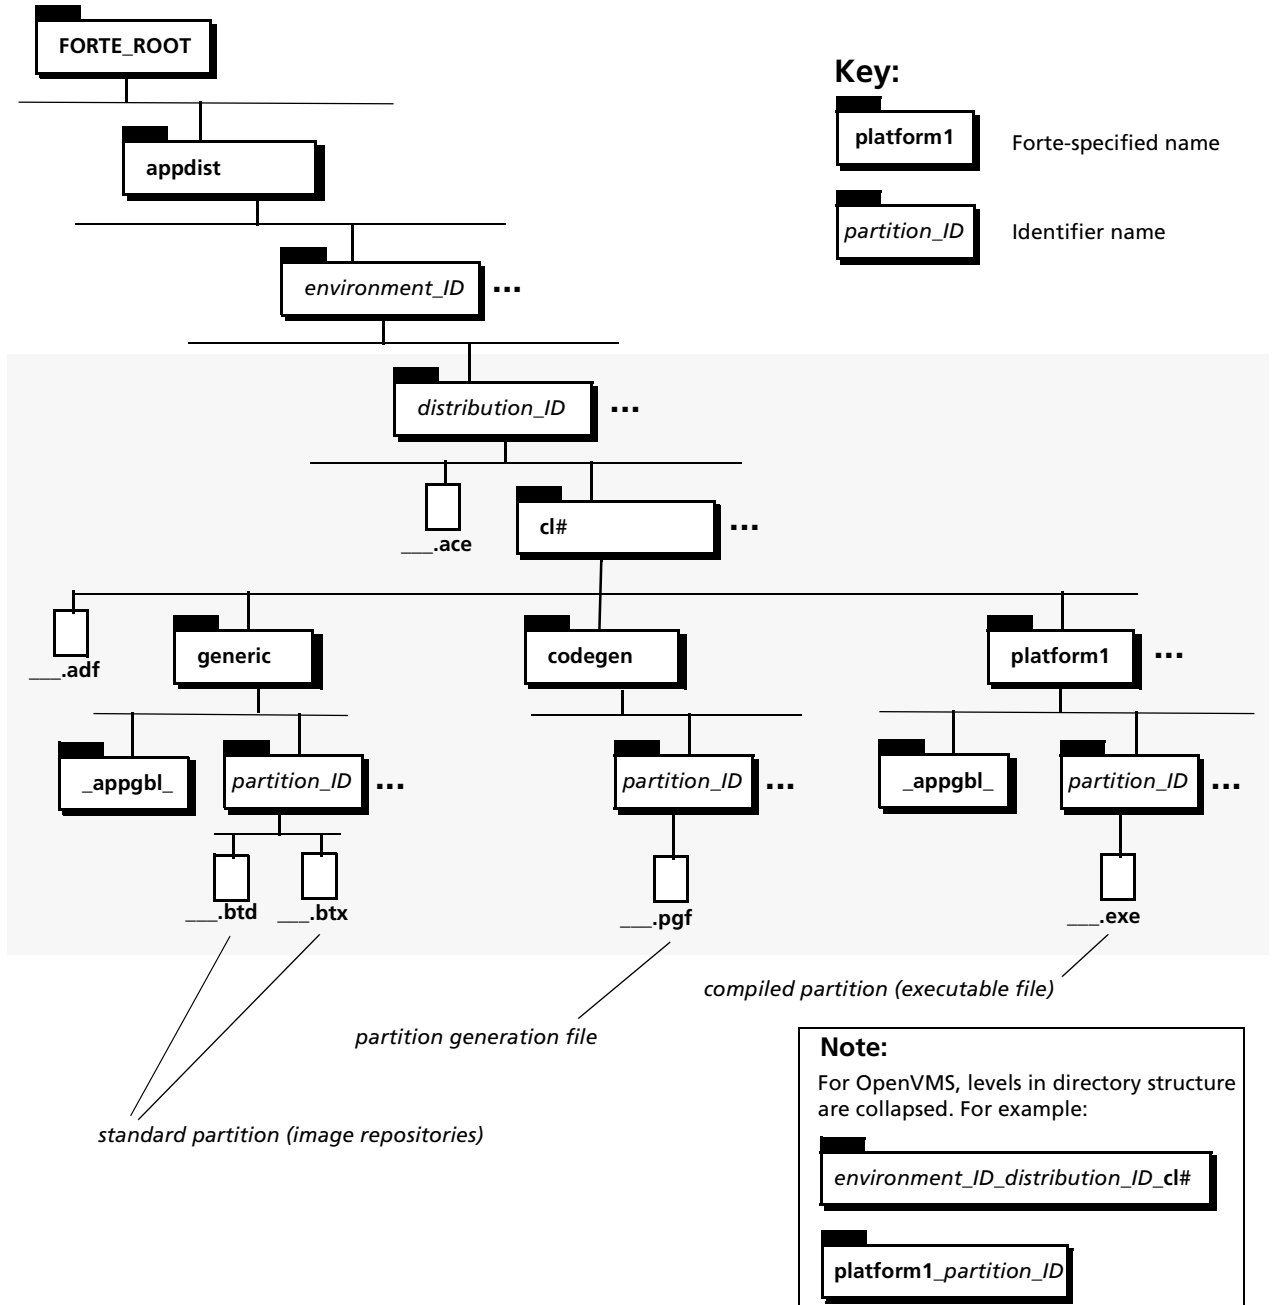 FORTE_ROOT
Key:
platform1
Forte-specified name
appdist
partition_ID
Identifier name
environment_ID ...
distribution_ID ...
___.ace
cl# ...
___.adf
generic
codegen
platform1 ...
_appgbl_
partition_ID ...
partition_ID ...
_appgbl_
partition_ID ...
___.btd
___.btx
___.pgf
___.exe
compiled partition (executable file)
partition generation file
standard partition (image repositories)
Note:
For OpenVMS, levels in directory structure
are collapsed. For example:
environment_ID_distribution_ID_cl#
platform1_partition_ID